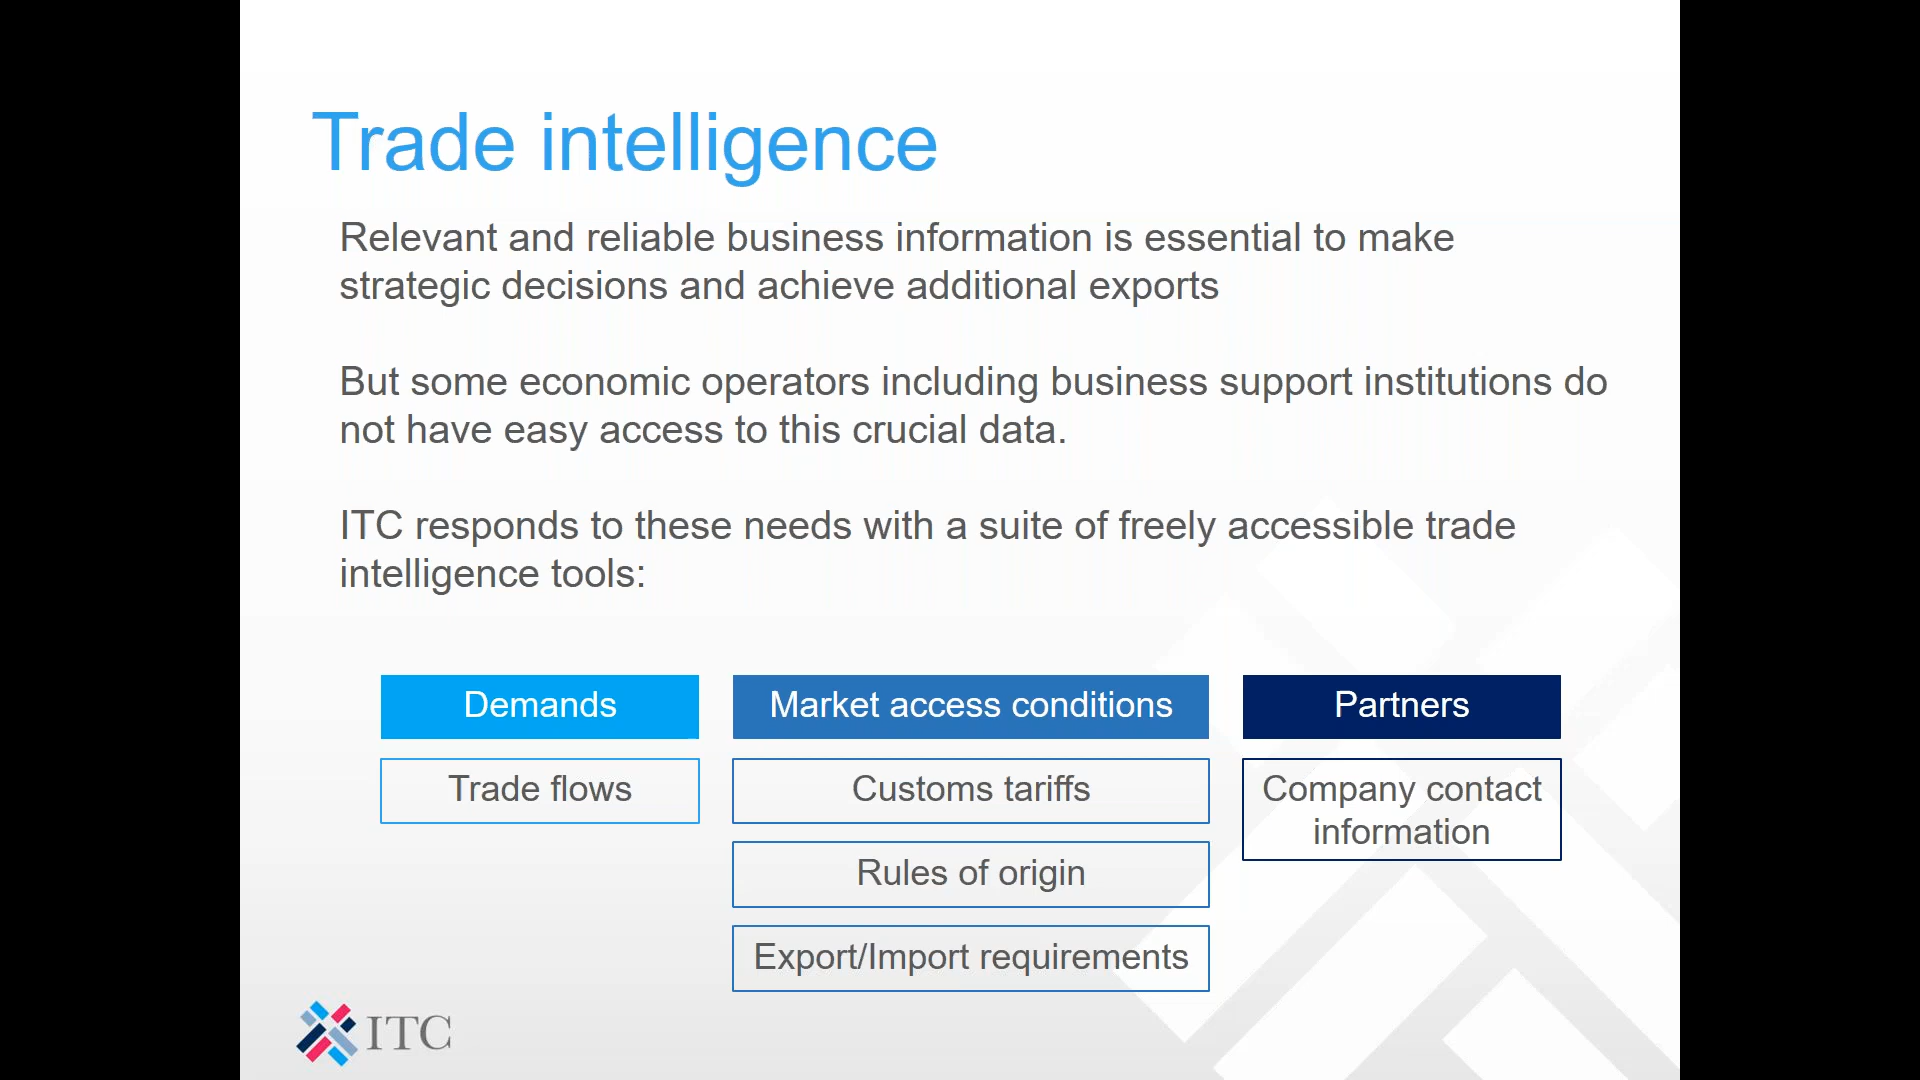 Trade intelligence
Relevant and reliable business information is essential to make
strategic decisions and achieve additional exports
But some economic operators including business support institutions do
not have easy access to this crucial data.
ITC responds to these needs with a suite of freely accessible trade
intelligence tools:
Demands
Trade flows
Market access conditions
Customs tariffs
Rules of origin
Export/Import requirements
Partners
Company contact
information
ITC